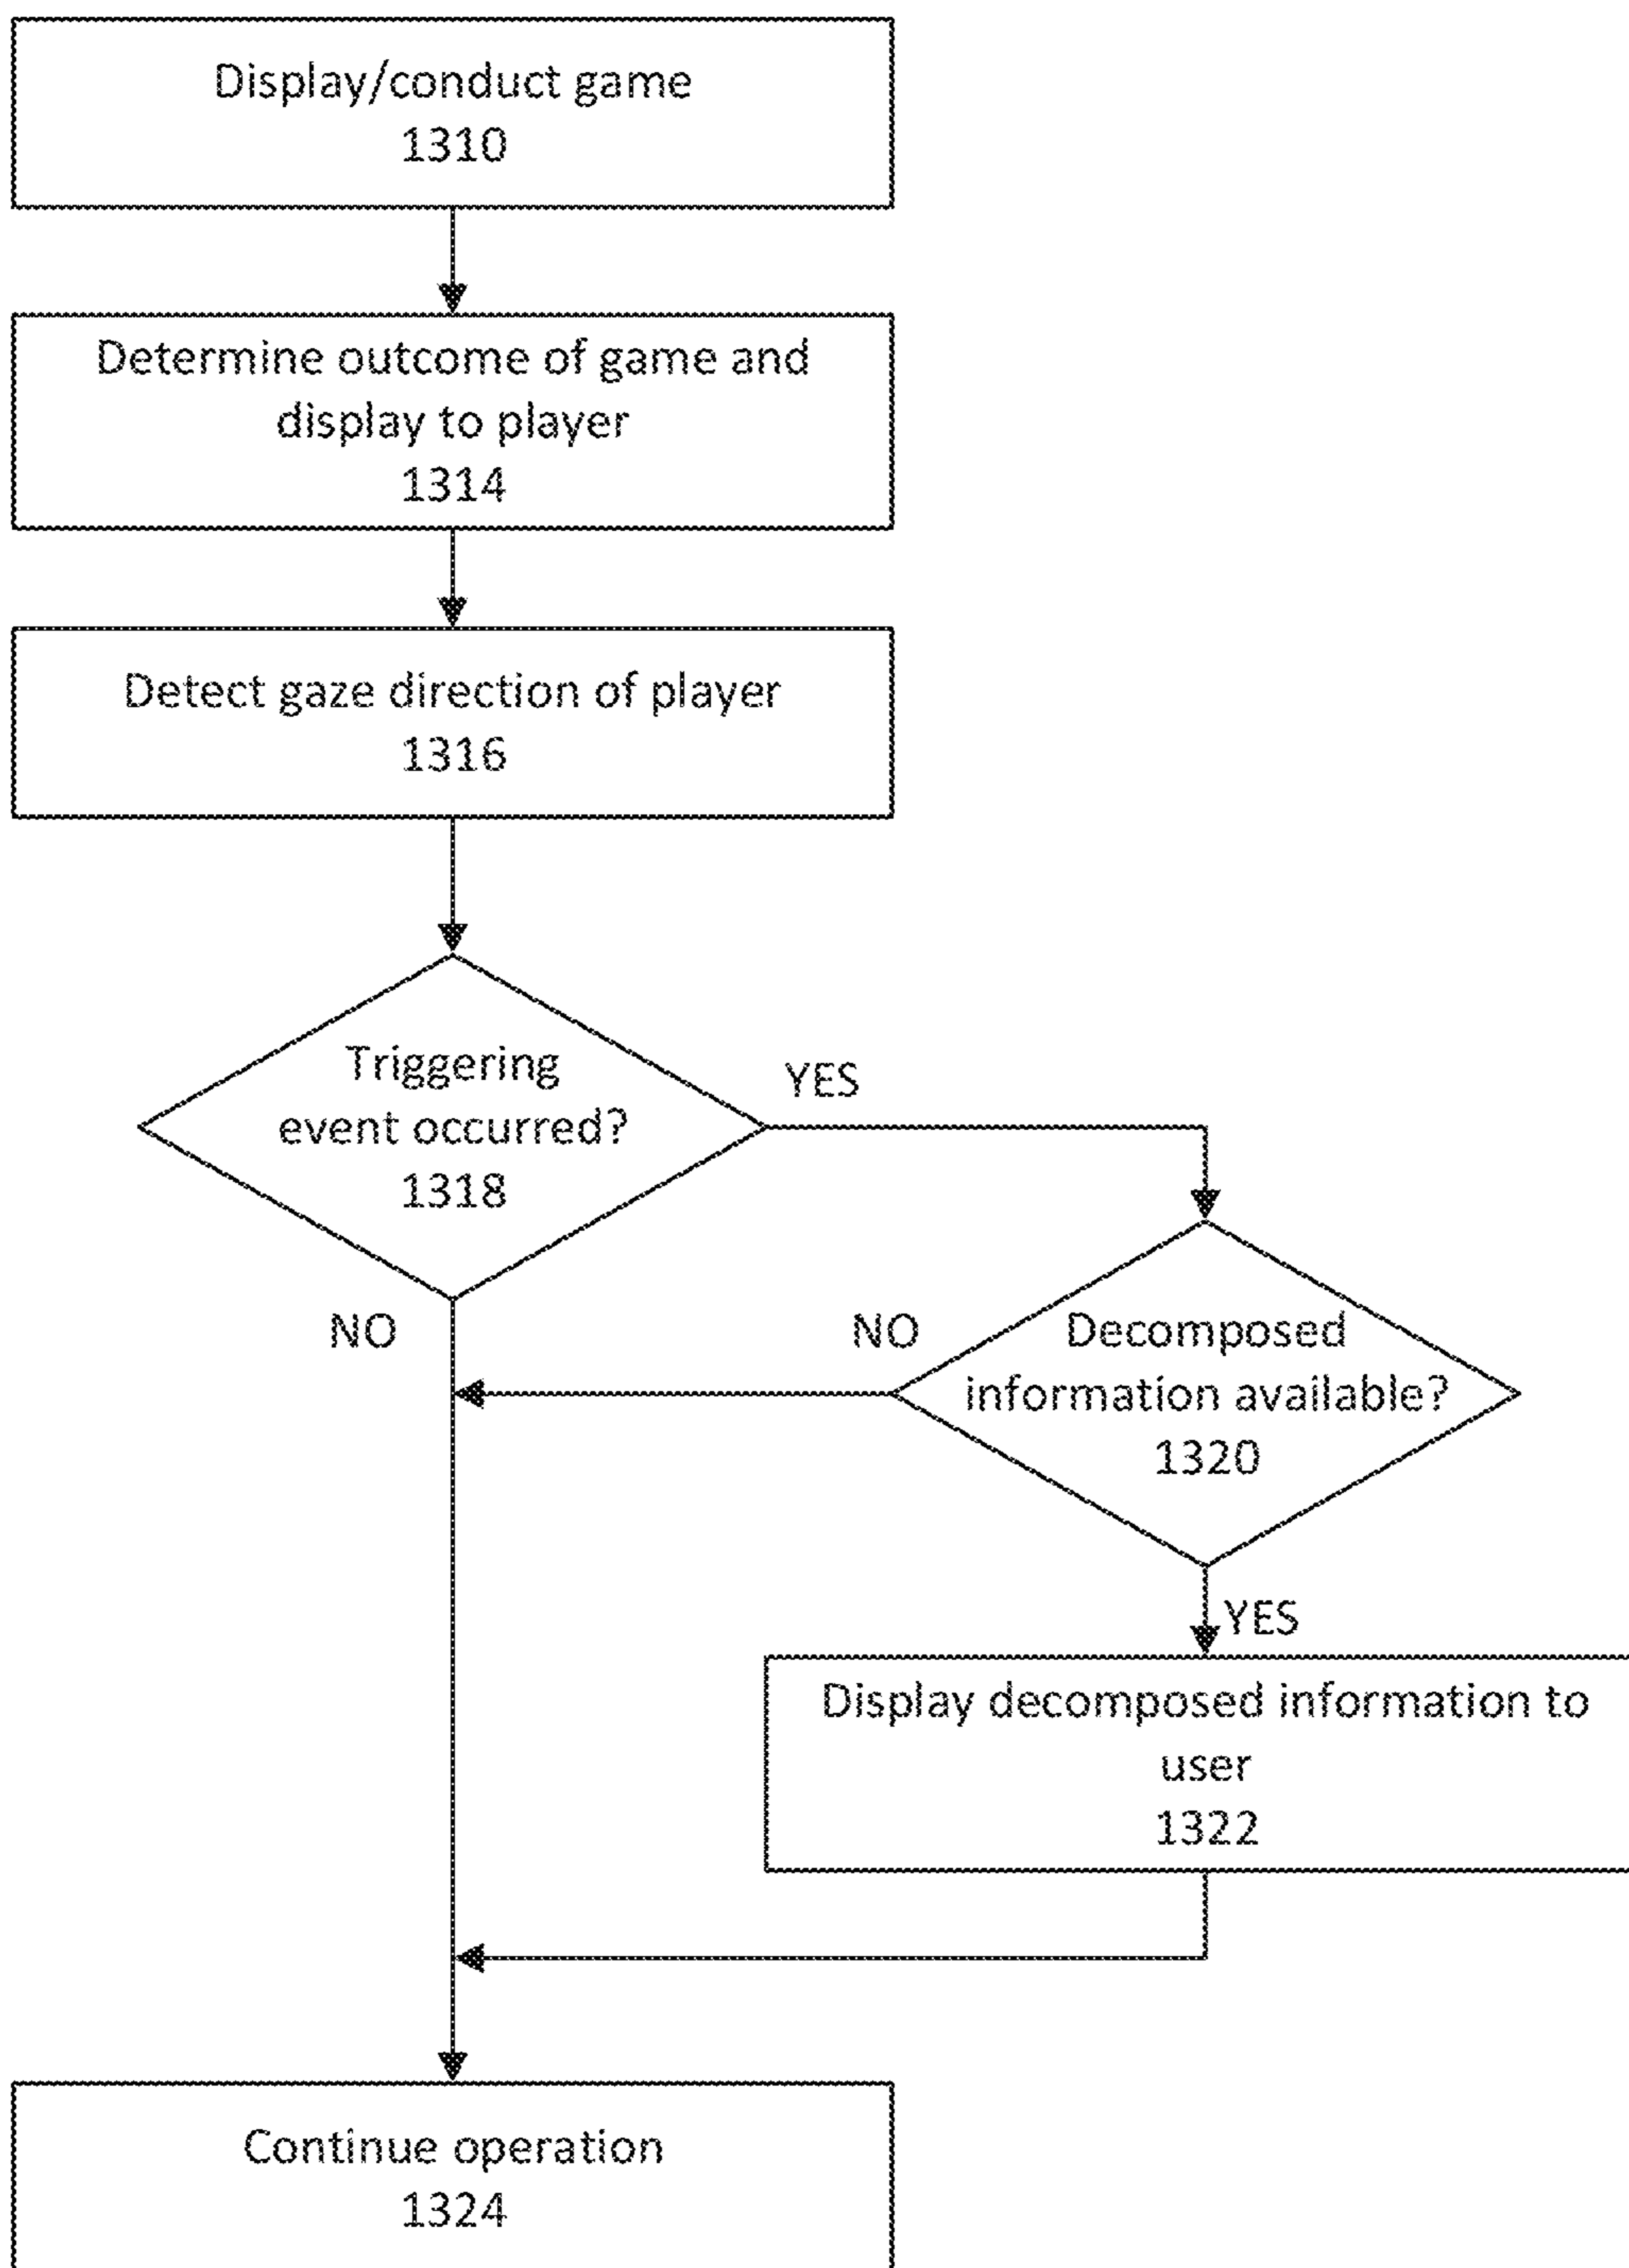 Display/conduct game
1310
Determine outcome of game and
display to player
1314
Detect gaze direction of player
1316
Triggering
event occurred?
1318
YES
NO
NO
Decomposed
information available?
1320
YES
Display decomposed information to
user
1322
Continue operation
1324